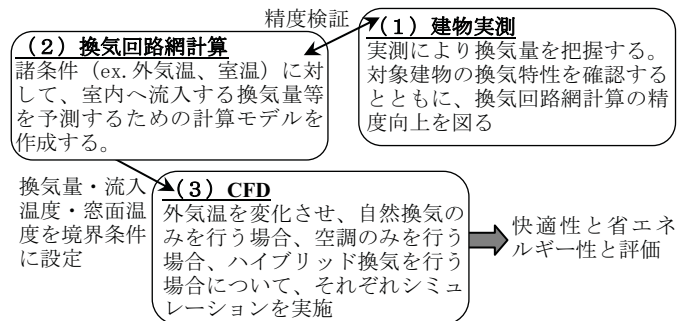 精度検証
(1) 建物実測
実測により換気量を把握する。
対象建物の換気特性を確認する
とともに、換気回路網計算の精
度向上を図る
(2) 換気回路網計算
諸条件 (ex.外気温、室温) に対
して、室内へ流入する換気量等
を予測するための計算モデルを
作成する。
換気量・流入
温度・窓面温
度を境界条件
に設定
(3) CFD
外気温を変化させ、自然換気の
みを行う場合、空調のみを行う
場合、ハイブリッド換気を行う
場合について、それぞれシミュ
レーションを実施
快適性と省エネ
ルギー性と評価